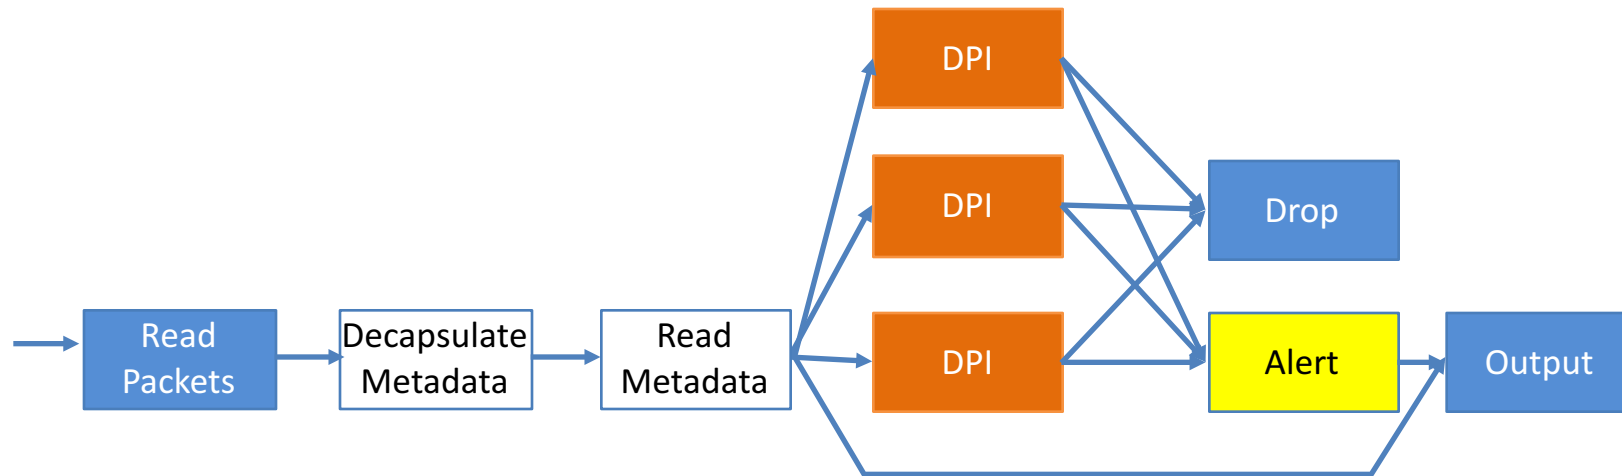 DPI
DPI
Drop
Read
Packets
Decapsulate
Metadata
Read
Metadata
DPI
Alert
Output